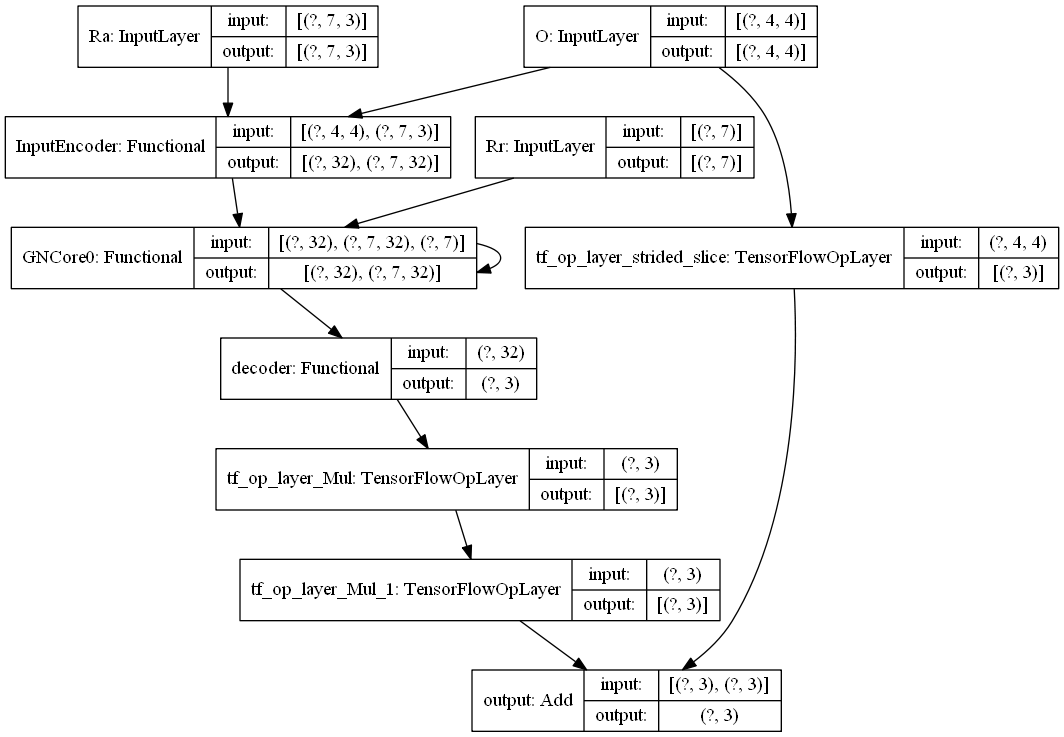 Ra: InputLayer
input: [(?, 7, 3)]
output: [(?, 7, 3)]
O: InputLayer
input: [(?, 4, 4)]
output: [(?, 4, 4)]
InputEncoder: Functional
input: [(?, 4, 4), (?, 7, 3)]
output: [(?, 32), (?, 7, 32)]
Rr: InputLayer
input: [(?, 7)]
output: [(?, 7)]
GNCore0: Functional
input: [(?, 32), (?, 7, 32), (?, 7)]
output: [(?, 32), (?, 7, 32)]
tf_op_layer_strided_slice: TensorFlowOpLayer
input: (?, 4, 4)
output: [(?, 3)]
decoder: Functional
input: (?, 32)
output: (?, 3)
tf_op_layer_Mul: TensorFlowOpLayer
input: (?, 3)
output: [(?, 3)]
tf_op_layer_Mul_1: TensorFlowOpLayer
input: (?, 3)
output: [(?, 3)]
output: Add
input: [(?, 3), (?, 3)]
output: (?, 3)